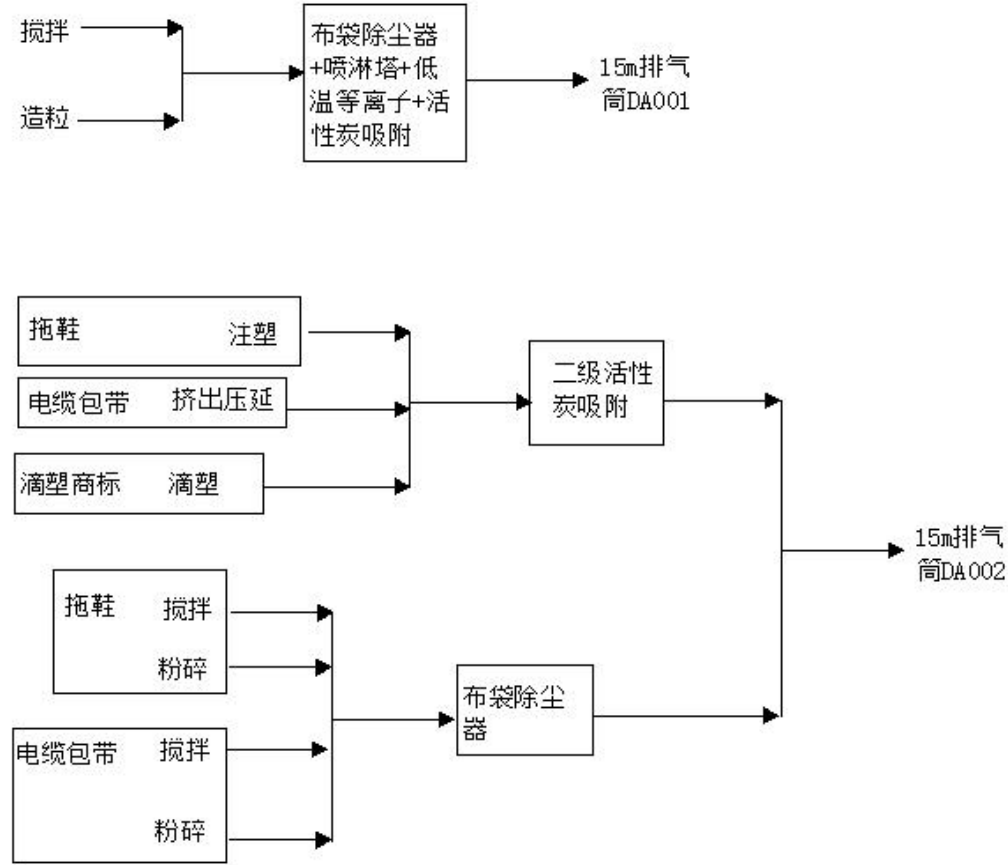 搅拌
造粒
布袋除尘器
+喷淋塔+低
温等离子+活
性炭吸附
15m排气
筒DA001
拖鞋 注塑
电缆包带 挤出压延
滴塑商标 滴塑
二级活性
炭吸附
15m排气
筒DA002
拖鞋 搅拌
粉碎
电缆包带 搅拌
粉碎
布袋除尘
器